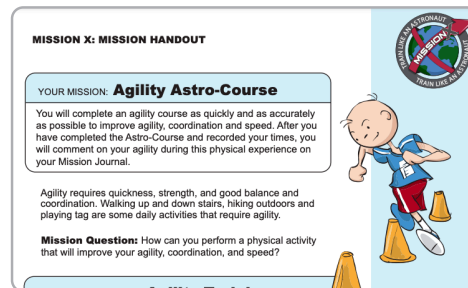 MISSION X: MISSION HANDOUT
TRAIN LIKE AN ASTRONAUT
MISSION X
TRAIN LIKE AN ASTRONAUT
YOUR MISSION: Agility Astro-Course
You will complete an agility course as quickly and as accurately
as possible to improve agility, coordination and speed. After you
have completed the Astro-Course and recorded your times, you
will comment on your agility during this physical experience on
your Mission Journal.
Agility requires quickness, strength, and good balance and
coordination. Walking up and down stairs, hiking outdoors and
playing tag are some daily activities that require agility.
Mission Question: How can you perform a physical activity
that will improve your agility, coordination, and speed?